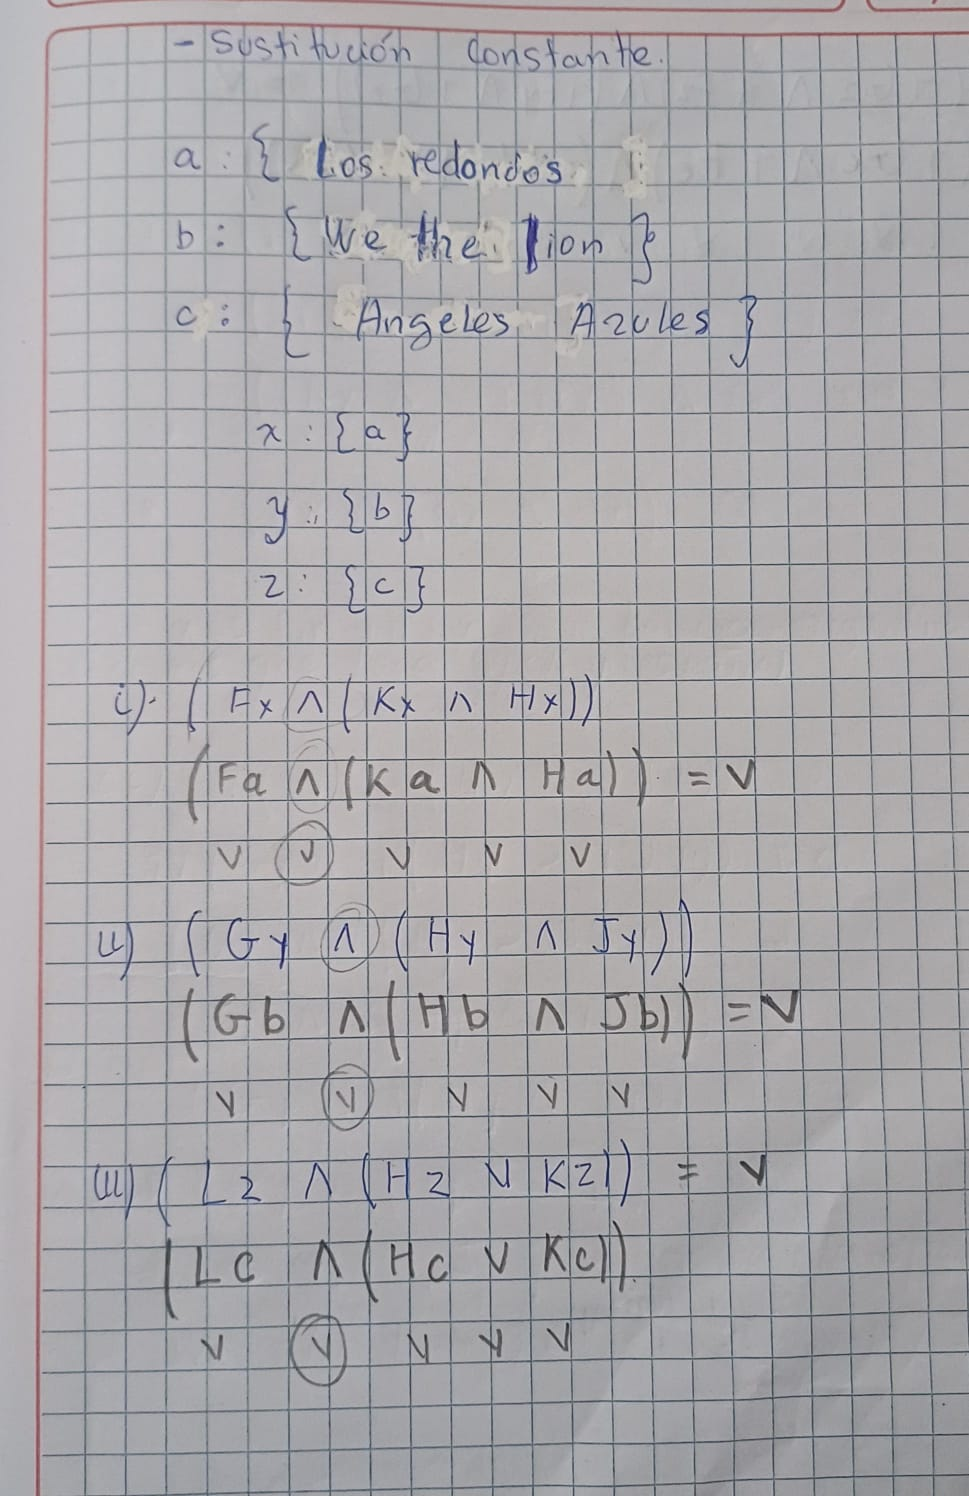 - Sustitución Constante.
a : { Los redondos }
b : { We the lion }
c : { Angeles Azules }
x : {a}
y : {b}
z : {c}
i) (Fx ∧ (Kx ∧ Hx))
(Fa ∧ (Ka ∧ Ha)) = V
V V V V V
ii) (Gy ∧ (Hy ∧ Jy))
(Gb ∧ (Hb ∧ Jb)) = V
V V V V V
iii) (Lz ∧ (Hz V Kz)) = V
(Lc ∧ (Hc V Kc))
V V V V V